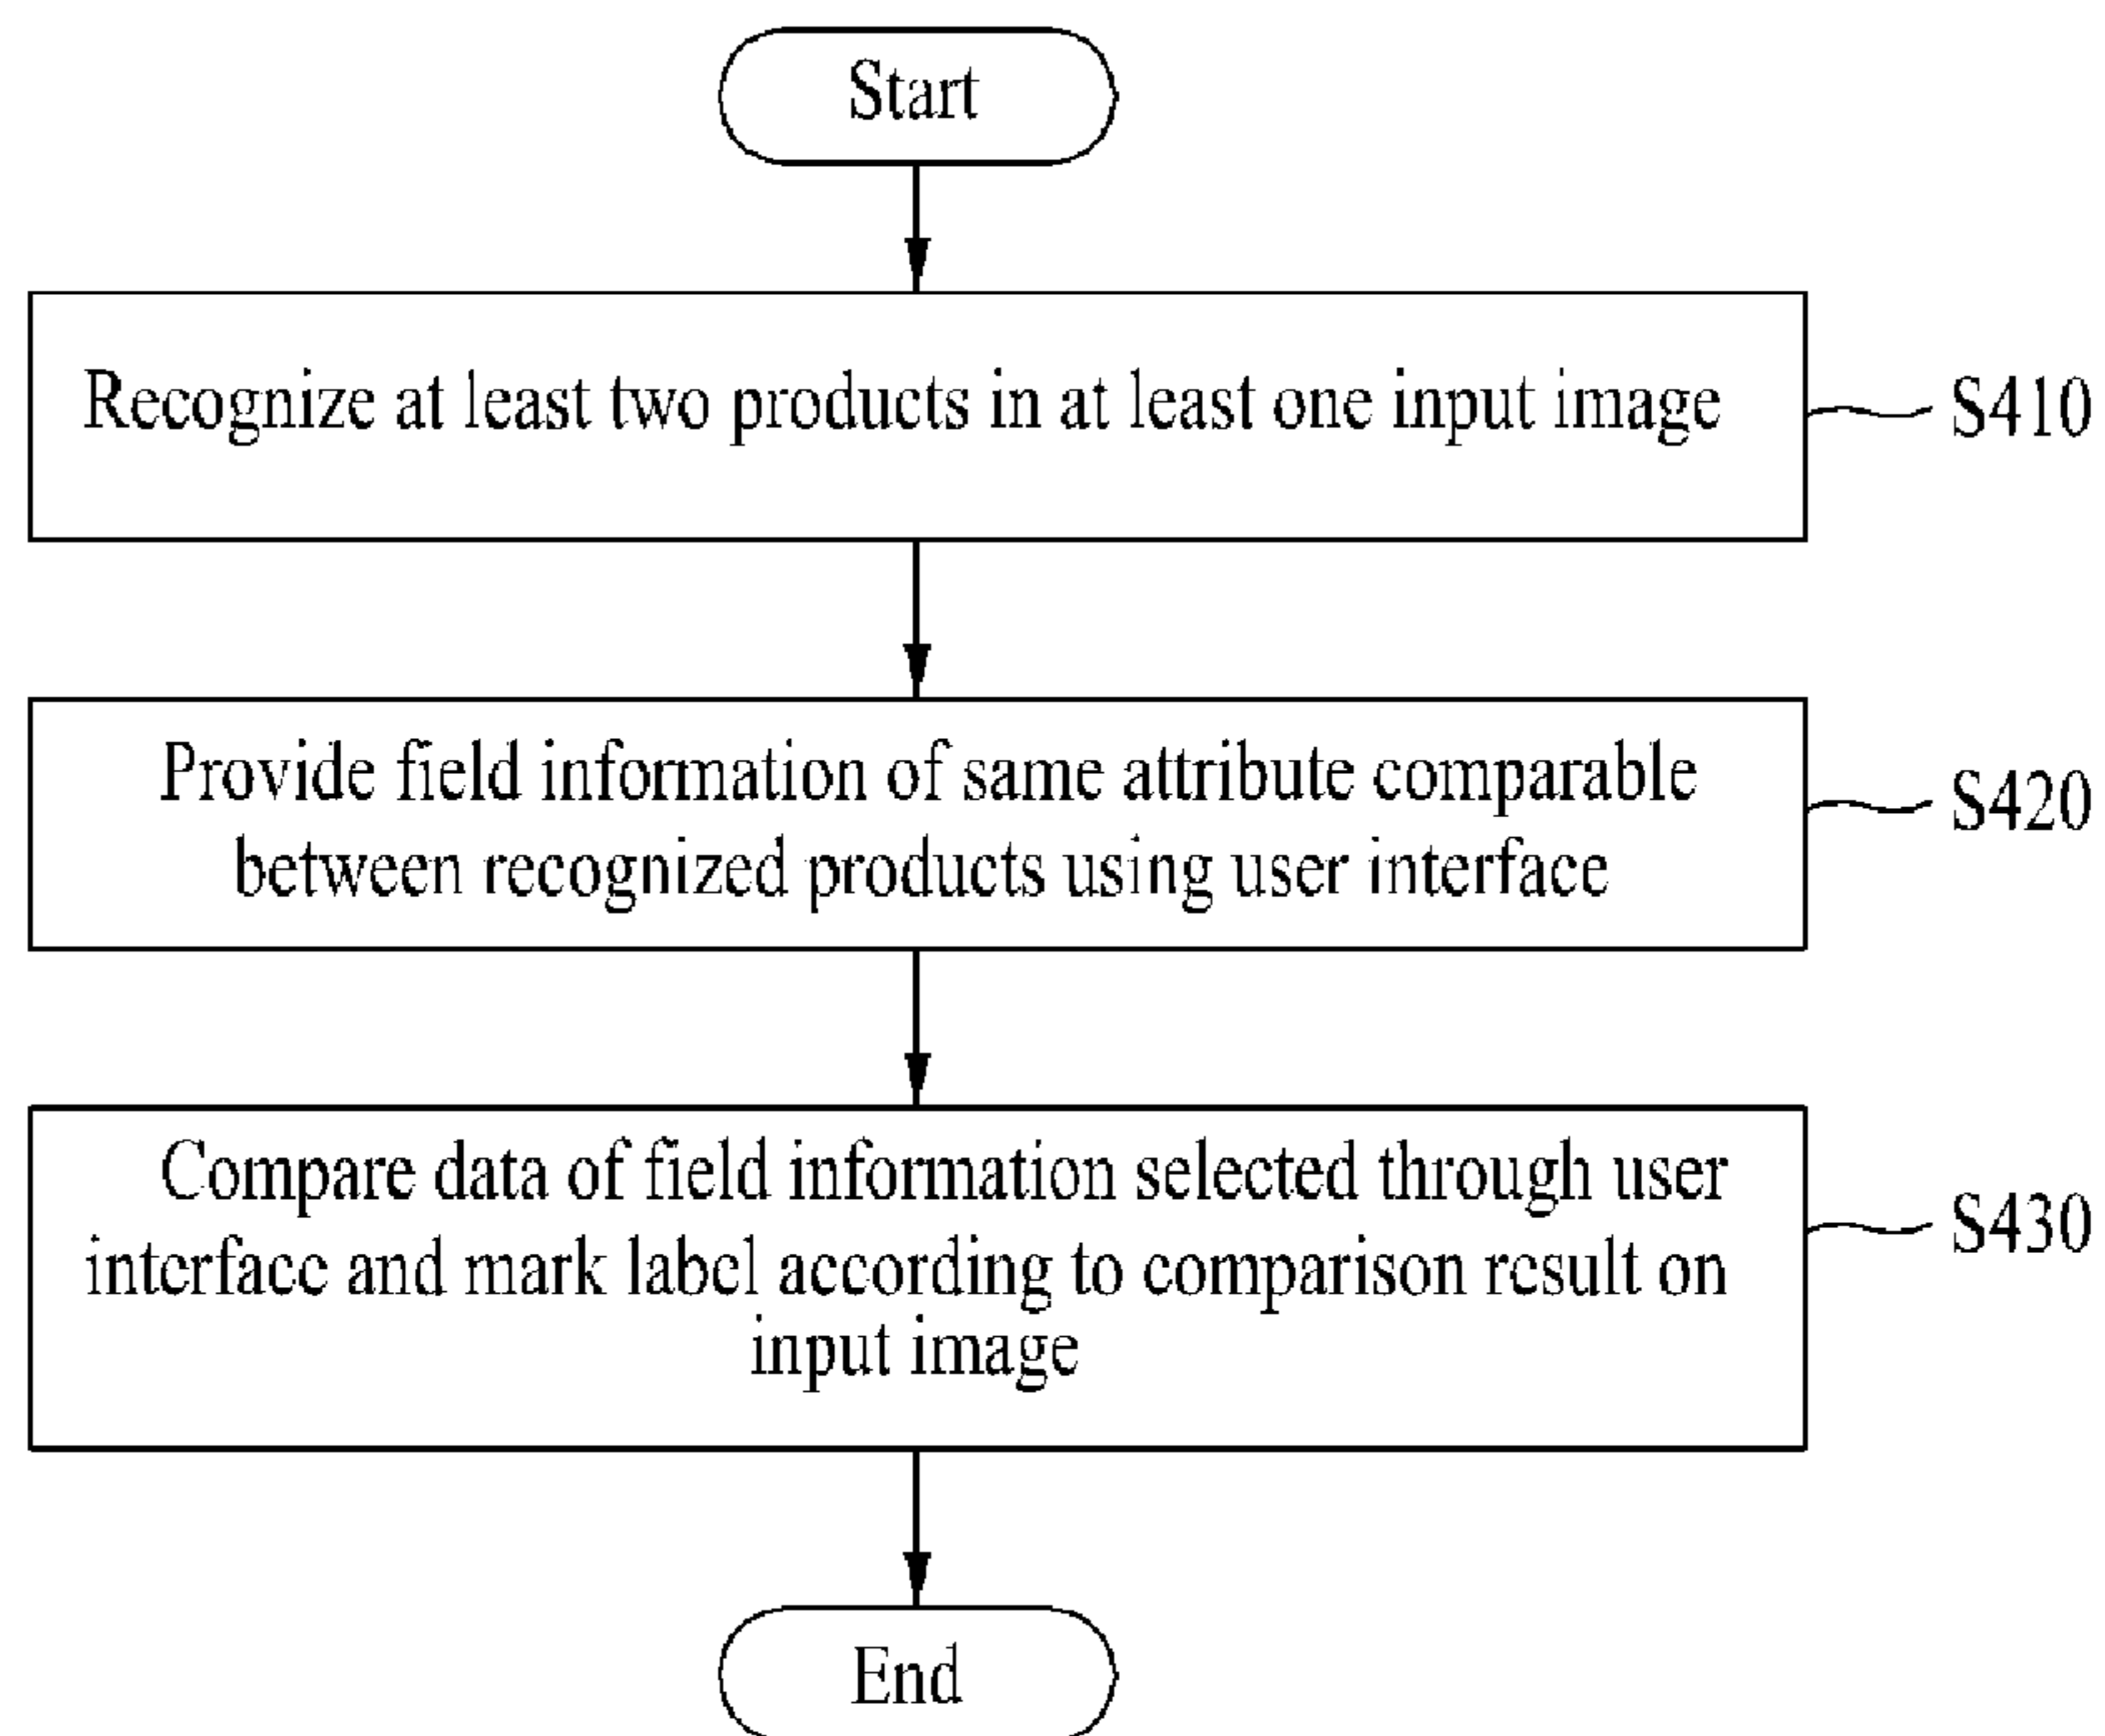 Start
Recognize at least two products in at least one input image
S410
Provide field information of same attribute comparable
between recognized products using user interface
S420
Compare data of field information selected through user
interface and mark label according to comparison result on
input image
S430
End